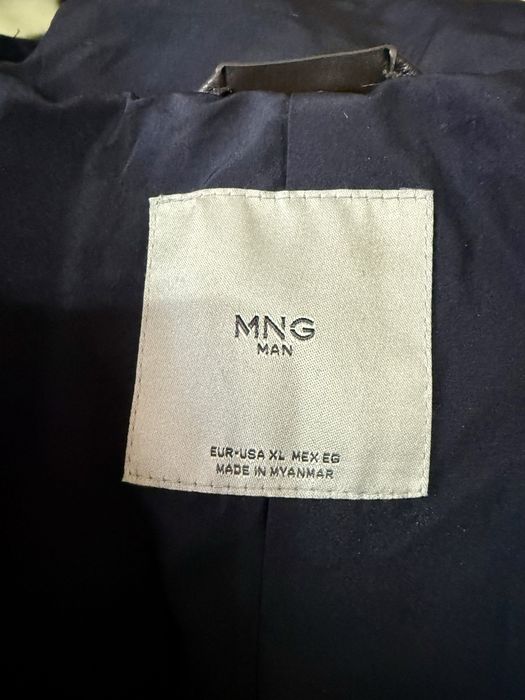 MNG
MAN
EUR-USA XL MEX EG
MADE IN MYANMAR